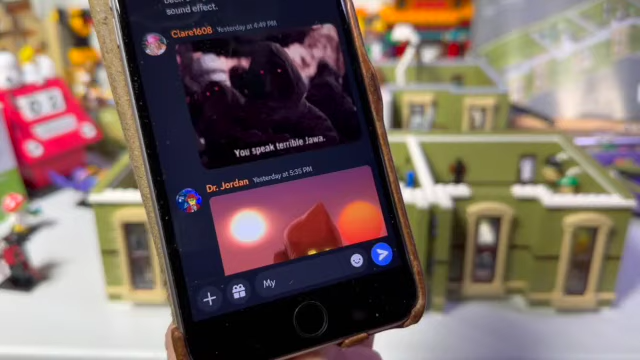 sound effect.
Clare1608 Yesterday at 4:49 PM
You speak terrible Jawa.
Dr. Jordan Yesterday at 5:35 PM
My